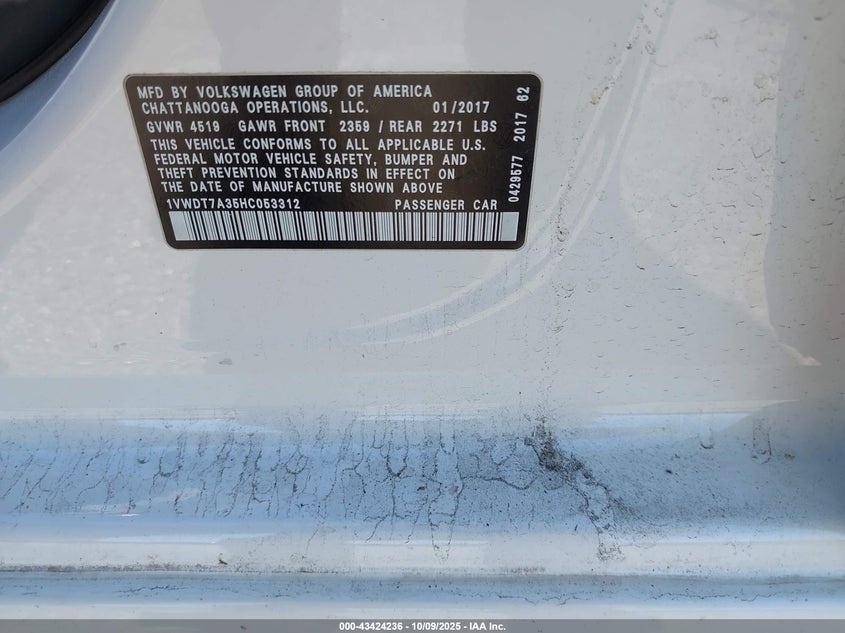 MFD BY VOLKSWAGEN GROUP OF AMERICA
CHATTANOOGA OPERATIONS, LLC. 01/2017
GVWR 4519 GAWR FRONT 2359 / REAR 2271 LBS
THIS VEHICLE CONFORMS TO ALL APPLICABLE U.S.
FEDERAL MOTOR VEHICLE SAFETY, BUMPER AND
THEFT PREVENTION STANDARDS IN EFFECT ON
THE DATE OF MANUFACTURE SHOWN ABOVE
1VWDT7A35HC053312 PASSENGER CAR
0429577 2017 62
000-43424236 - 10/09/2025 - IAA Inc.